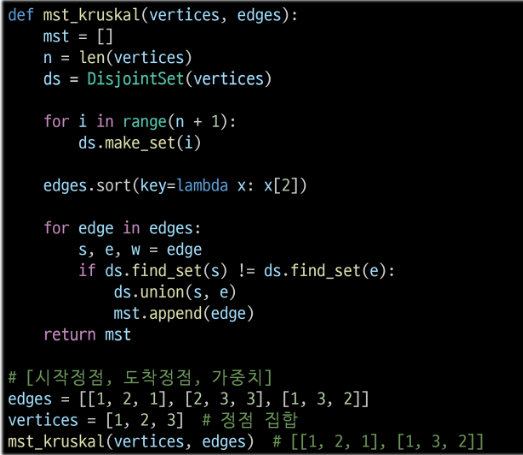 def mst_kruskal(vertices, edges):
    mst = []
    n = len(vertices)
    ds = DisjointSet(vertices)

    for i in range(n + 1):
        ds.make_set(i)

    edges.sort(key=lambda x: x[2])

    for edge in edges:
        s, e, w = edge
        if ds.find_set(s) != ds.find_set(e):
            ds.union(s, e)
            mst.append(edge)
    return mst

# [시작정점, 도착정점, 가중치]
edges = [[1, 2, 1], [2, 3, 3], [1, 3, 2]]
vertices = [1, 2, 3]  # 정점 집합
mst_kruskal(vertices, edges)  # [[1, 2, 1], [1, 3, 2]]